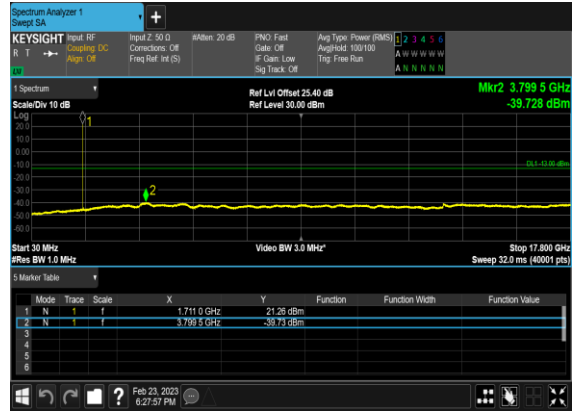 Spectrum Analyzer 1
Swept SA
+
KEYSIGHT Input: RF Input Z: 50 Ω #Atten: 20 dB PNO: Fast Avg Type: Power (RMS) 1 2 3 4 5 6
R T Coupling: DC Corrections: Off Gate: Off Avg|Hold: 100/100 A W W W W W
Align: Off Freq Ref: Int (S) IF Gain: Low Trig: Free Run
Sig Track: Off A N N N N N
1 Spectrum Ref Lvl Offset 25.40 dB Mkr2 3.799 5 GHz
Scale/Div 10 dB Ref Level 30.00 dBm -39.728 dBm
Log
20.0
10.0
0.00
-10.0
-20.0
-30.0
-40.0
-50.0
-60.0
1
2
DL1 -13.00 dBm
Start 30 MHz Video BW 3.0 MHz* Stop 17.800 GHz
#Res BW 1.0 MHz Sweep 32.0 ms (40001 pts)
5 Marker Table
Mode Trace Scale X Y Function Function Width Function Value
1 N 1 f 1.711 0 GHz 21.26 dBm
2 N 1 f 3.799 5 GHz -39.73 dBm
3
4
5
6
? Feb 23, 2023
6:27:57 PM